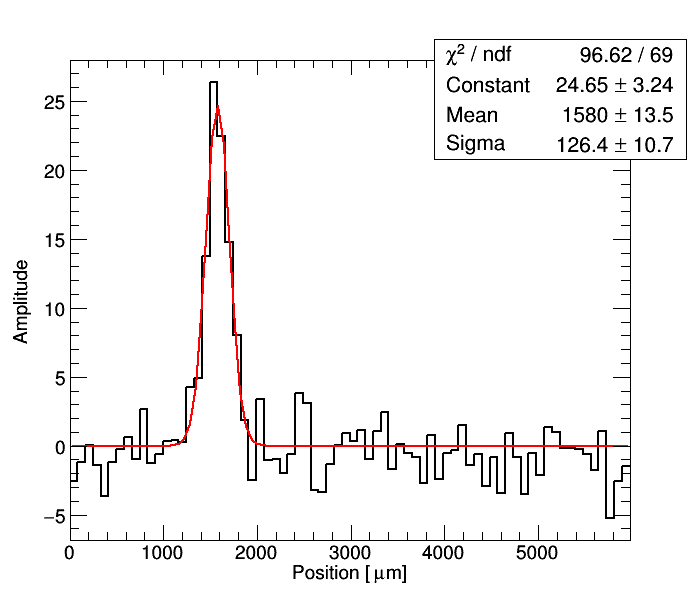 χ² / ndf 96.62 / 69
Constant 24.65 ± 3.24
Mean 1580 ± 13.5
Sigma 126.4 ± 10.7
25
20
15
10
5
0
−5
Amplitude
0 1000 2000 3000 4000 5000
Position [ μm]